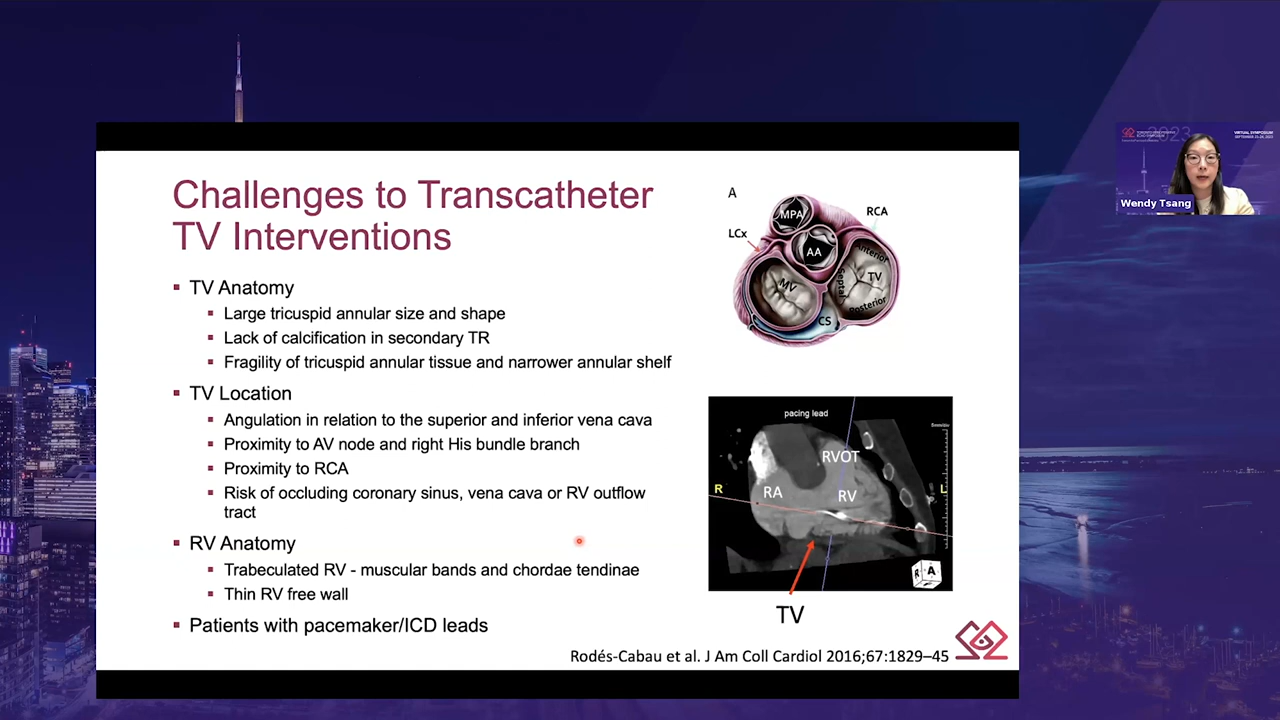 Challenges to Transcatheter
TV Interventions
TV Anatomy
Large tricuspid annular size and shape
Lack of calcification in secondary TR
Fragility of tricuspid annular tissue and narrower annular shelf
TV Location
Angulation in relation to the superior and inferior vena cava
Proximity to AV node and right His bundle branch
Proximity to RCA
Risk of occluding coronary sinus, vena cava or RV outflow
tract
RV Anatomy
Trabeculated RV - muscular bands and chordae tendinae
Thin RV free wall
Patients with pacemaker/ICD leads
A
MPA
RCA
LCx
AA
Anterior
MV
Septal
TV
Posterior
CS
pacing lead
RVOT
R
RA
RV
L
A
R
TV
Rodés-Cabau et al. J Am Coll Cardiol 2016;67:1829–45
2023
VIRTUAL SYMPOSIUM
Wendy Tsang